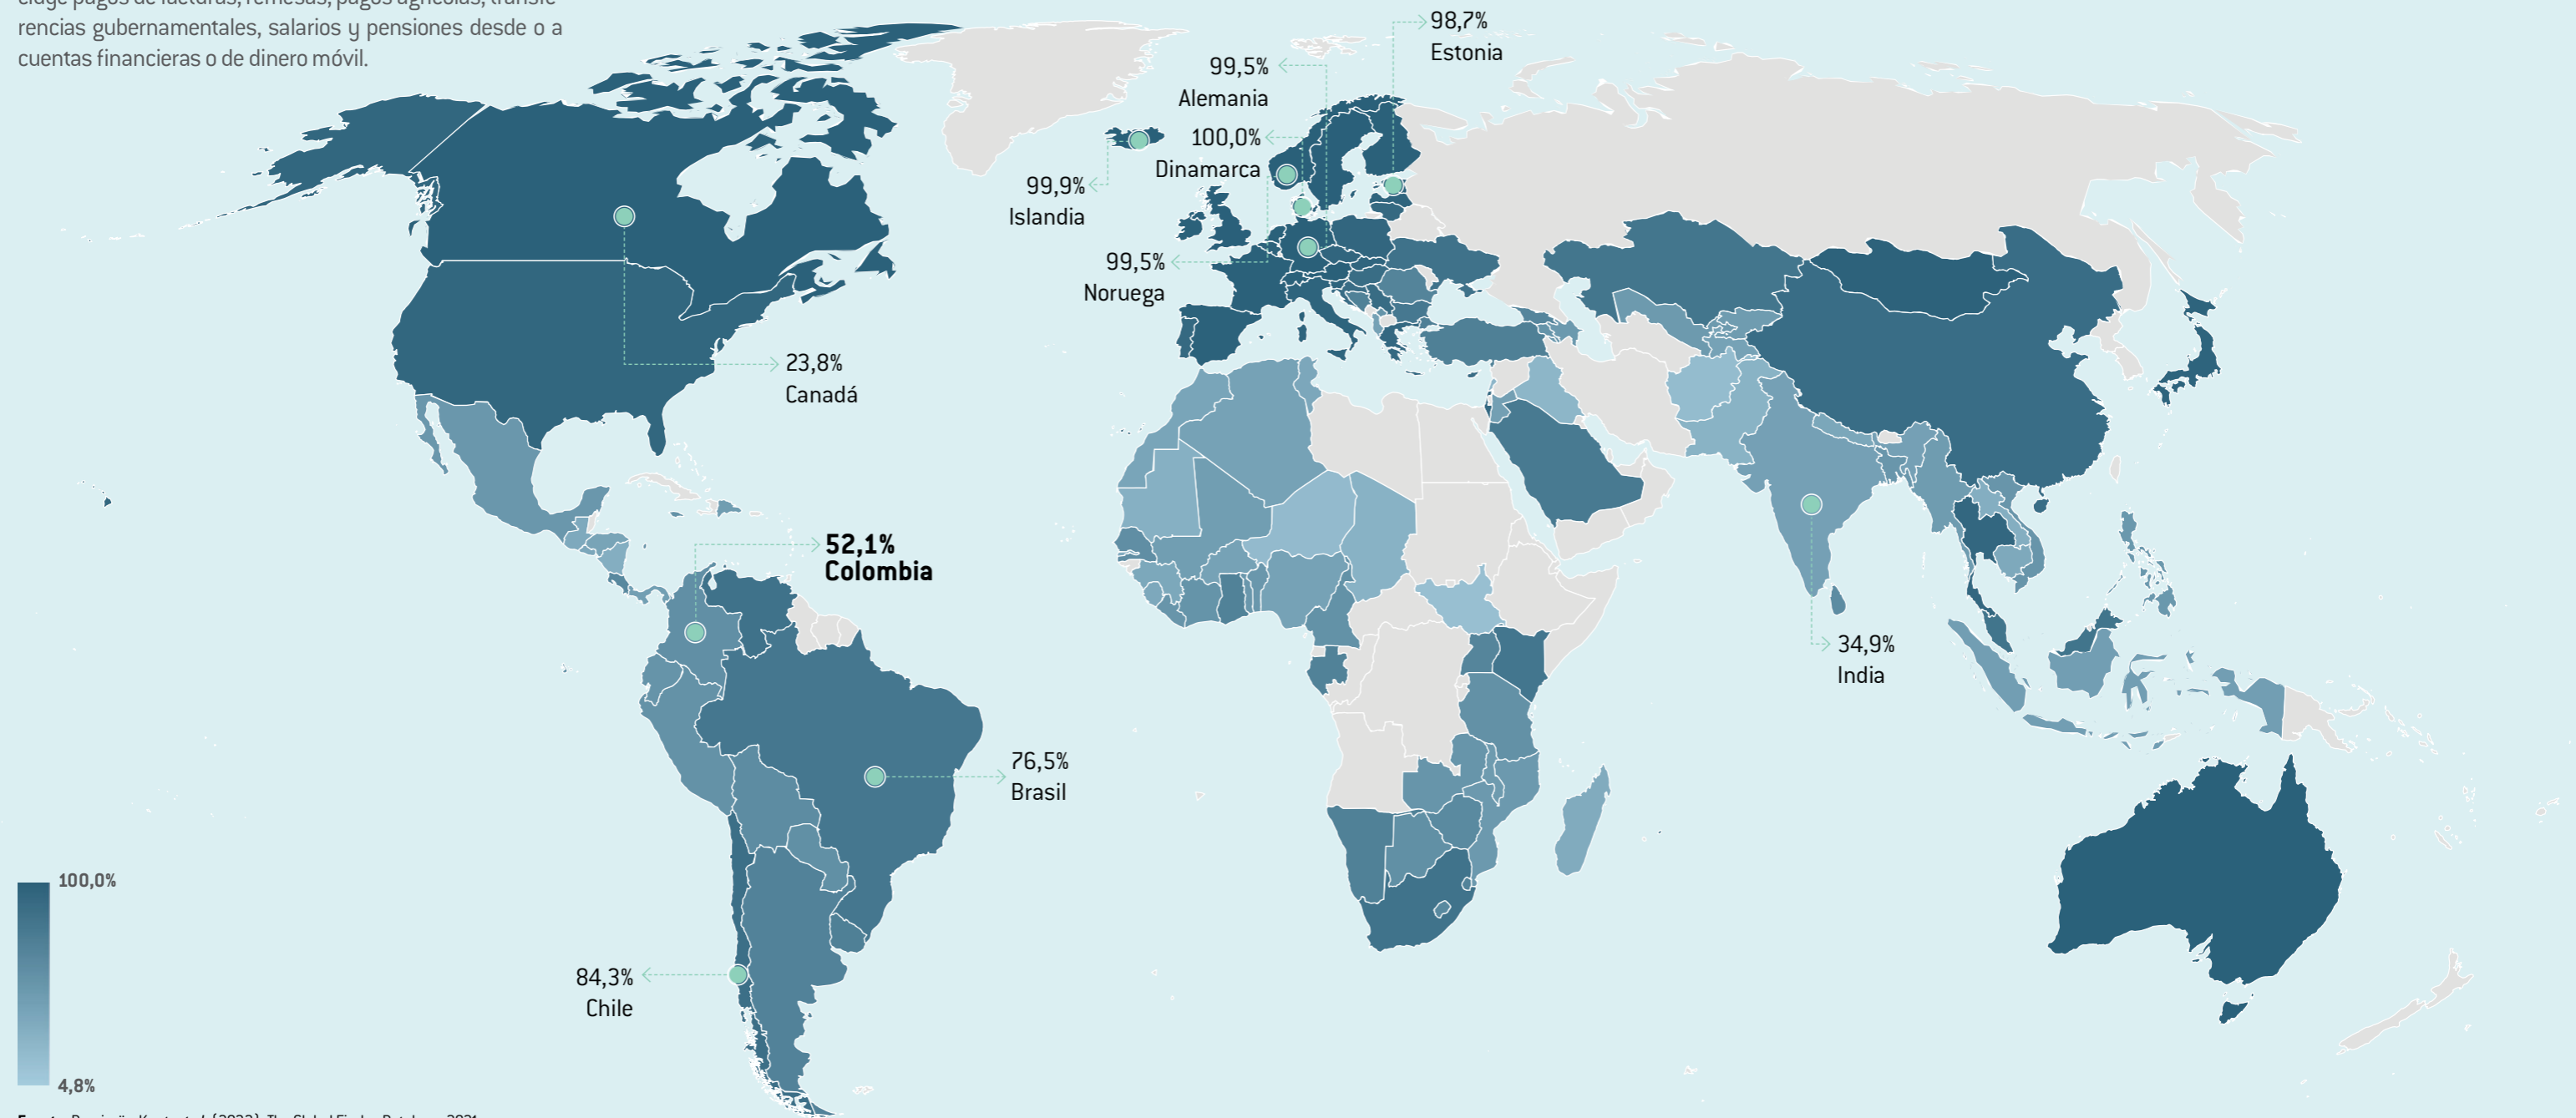 rencias gubernamentales, salarios y pensiones desde o a
cuentas financieras o de dinero móvil.
98,7%
Estonia
99,5%
Alemania
100,0%
Dinamarca
99,9%
Islandia
99,5%
Noruega
23,8%
Canadá
52,1%
Colombia
34,9%
India
76,5%
Brasil
84,3%
Chile
100,0%
4,8%